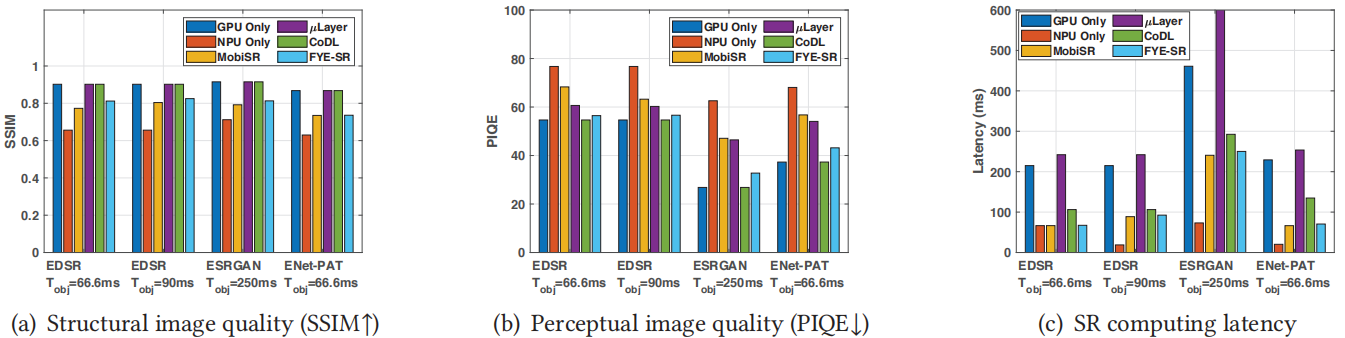 GPU Only
μLayer
NPU Only
CoDL
MobiSR
FYE-SR
SSIM
1
0.8
0.6
0.4
0.2
0
EDSR
T_obj=66.6ms
EDSR
T_obj=90ms
ESRGAN
T_obj=250ms
ENet-PAT
T_obj=66.6ms
(a) Structural image quality (SSIM↑)
GPU Only
μLayer
NPU Only
CoDL
MobiSR
FYE-SR
PIQE
100
80
60
40
20
0
EDSR
T_obj=66.6ms
EDSR
T_obj=90ms
ESRGAN
T_obj=250ms
ENet-PAT
T_obj=66.6ms
(b) Perceptual image quality (PIQE↓)
GPU Only
μLayer
NPU Only
CoDL
MobiSR
FYE-SR
Latency (ms)
600
500
400
300
200
100
0
EDSR
T_obj=66.6ms
EDSR
T_obj=90ms
ESRGAN
T_obj=250ms
ENet-PAT
T_obj=66.6ms
(c) SR computing latency